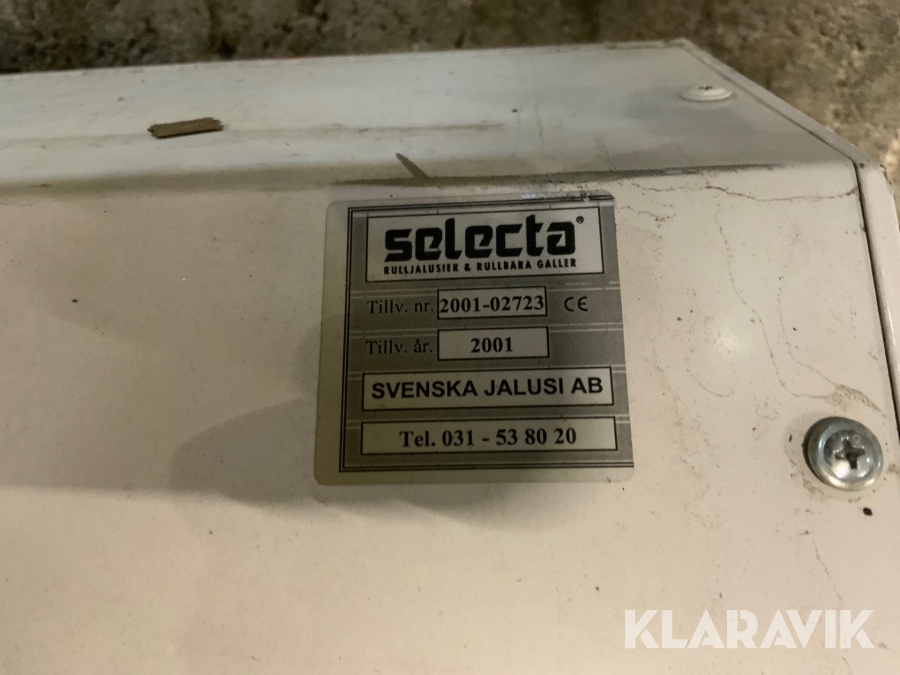 selecta®
RULLJALUSIER & RULLBARA GALLER
Tillv. nr. 2001-02723 CE
Tillv. år. 2001
SVENSKA JALUSI AB
Tel. 031 - 53 80 20
KLARAVIK